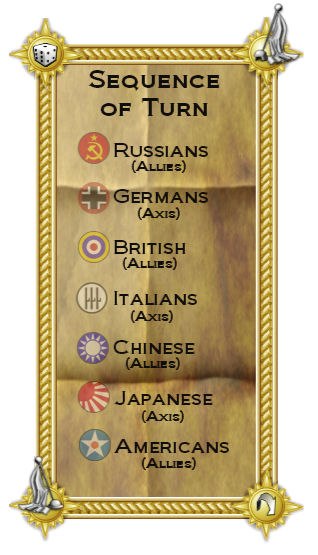 Sequence
of Turn
Russians
(Allies)
Germans
(Axis)
British
(Allies)
Italians
(Axis)
Chinese
(Allies)
Japanese
(Axis)
Americans
(Allies)